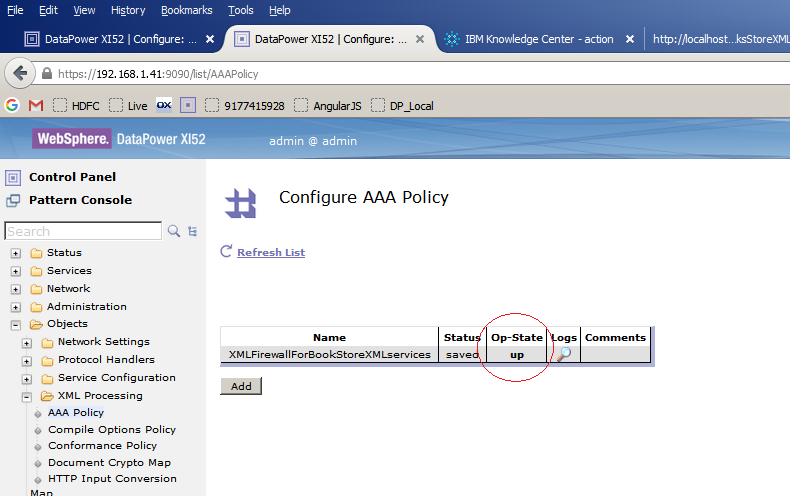 File Edit View History Bookmarks Tools Help
DataPower XI52 | Configure: ... × DataPower XI52 | Configure: ... × IBM Knowledge Center - action × http://localhost...ksStoreXML
https://192.168.1.41:9090/list/AAAPolicy
HDFC Live OX 9177415928 AngularJS DP_Local
WebSphere. DataPower XI52 admin @ admin
Control Panel
Pattern Console
Configure AAA Policy
Search
Refresh List
Status
Services
Network
Administration
Objects
Network Settings
Protocol Handlers
Service Configuration
XML Processing
AAA Policy
Compile Options Policy
Conformance Policy
Document Crypto Map
HTTP Input Conversion
Map
Name Status Op-State Logs Comments
XMLFirewallForBookStoreXMLservices saved up
Add